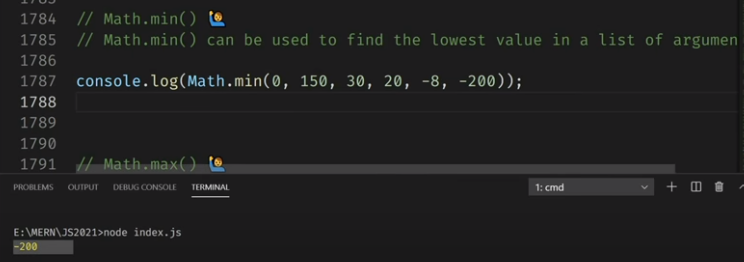 1784 // Math.min() 🙋
1785 // Math.min() can be used to find the lowest value in a list of argumen
1786
1787 console.log(Math.min(0, 150, 30, 20, -8, -200));
1788
1789
1790
1791 // Math.max() 🙋
PROBLEMS OUTPUT DEBUG CONSOLE TERMINAL 1: cmd
E:\MERN\JS2021>node index.js
-200